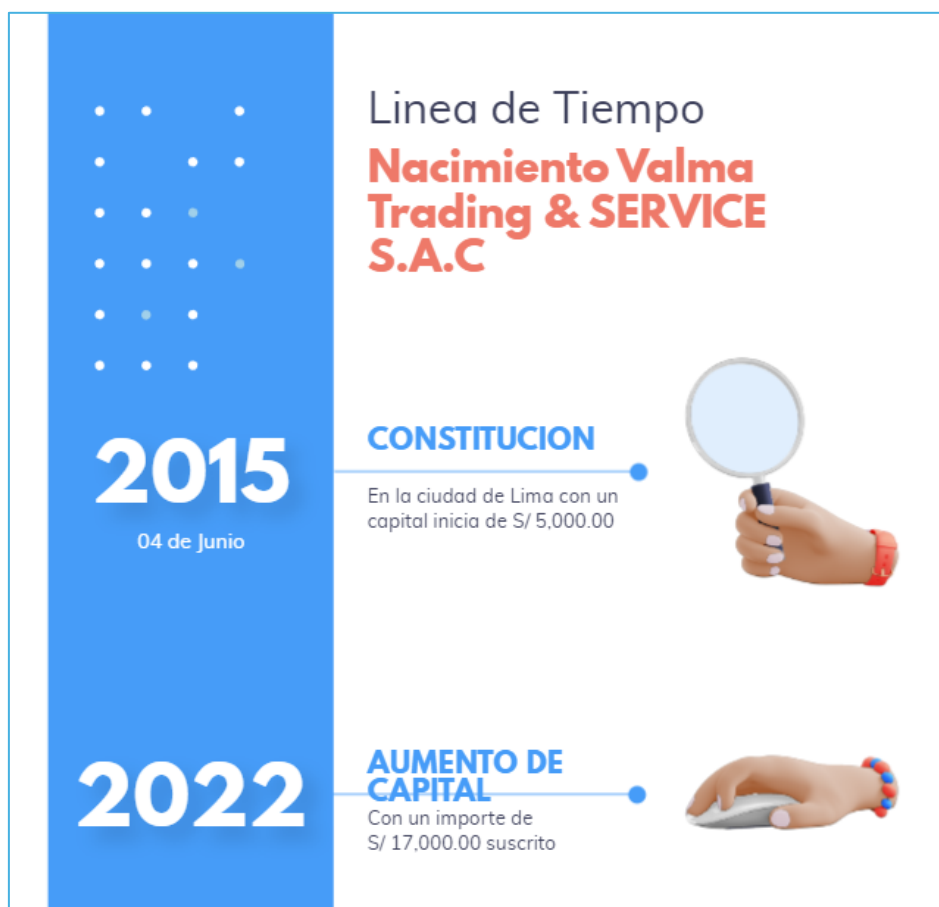 Linea de Tiempo
Nacimiento Valma
Trading & SERVICE
S.A.C
2015
04 de Junio
CONSTITUCION
En la ciudad de Lima con un
capital inicia de S/ 5,000.00
2022
AUMENTO DE
CAPITAL
Con un importe de
S/ 17,000.00 suscrito